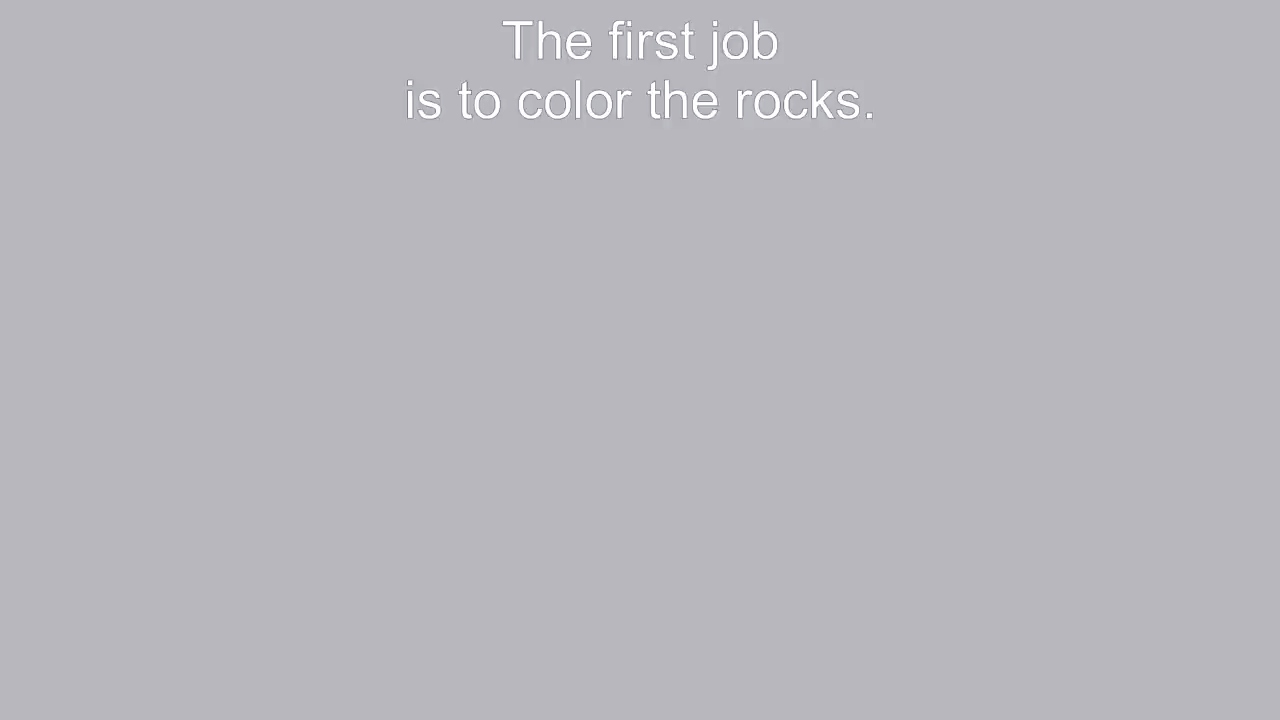 The first job
is to color the rocks.